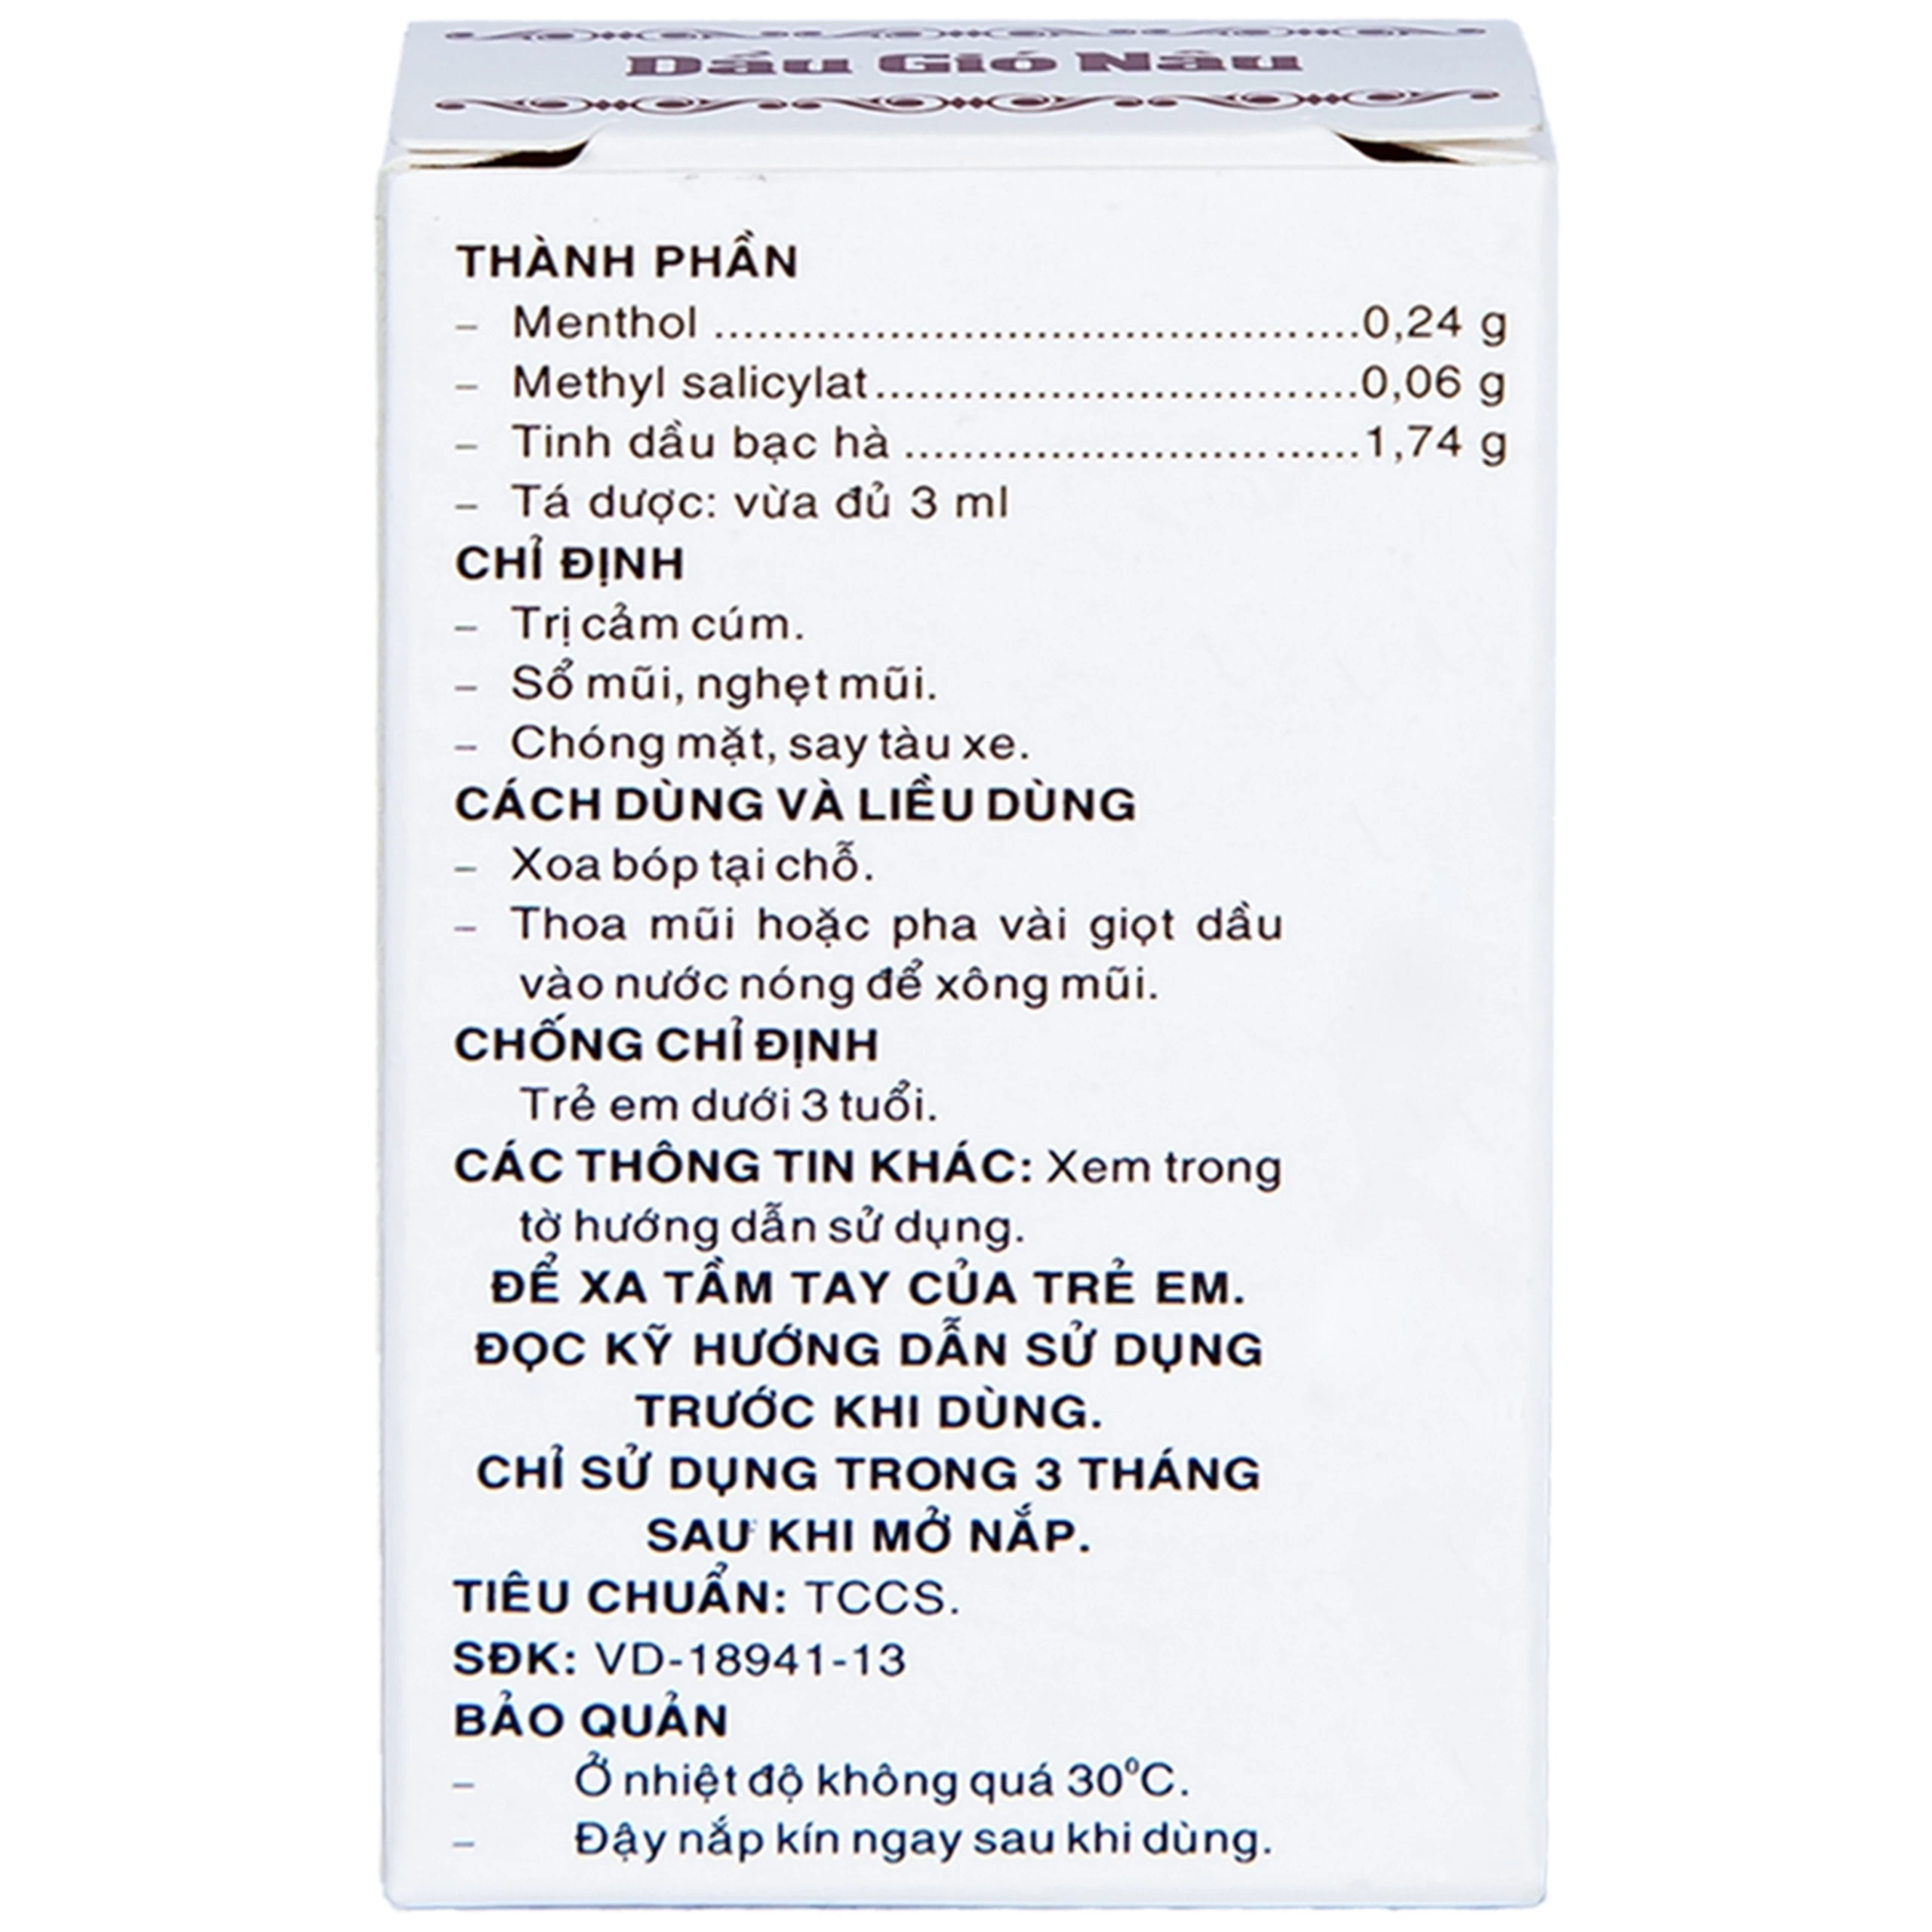 Dầu Gió Nâu
THÀNH PHẦN
– Menthol ............................................0,24 g
– Methyl salicylat.................................0,06 g
– Tinh dầu bạc hà ...............................1,74 g
– Tá dược: vừa đủ 3 ml
CHỈ ĐỊNH
– Trị cảm cúm.
– Sổ mũi, nghẹt mũi.
– Chóng mặt, say tàu xe.
CÁCH DÙNG VÀ LIỀU DÙNG
– Xoa bóp tại chỗ.
– Thoa mũi hoặc pha vài giọt dầu
vào nước nóng để xông mũi.
CHỐNG CHỈ ĐỊNH
Trẻ em dưới 3 tuổi.
CÁC THÔNG TIN KHÁC: Xem trong
tờ hướng dẫn sử dụng.
ĐỂ XA TẦM TAY CỦA TRẺ EM.
ĐỌC KỸ HƯỚNG DẪN SỬ DỤNG
TRƯỚC KHI DÙNG.
CHỈ SỬ DỤNG TRONG 3 THÁNG
SAU KHI MỞ NẮP.
TIÊU CHUẨN: TCCS.
SĐK: VD-18941-13
BẢO QUẢN
– Ở nhiệt độ không quá 30⁰C.
– Đậy nắp kín ngay sau khi dùng.